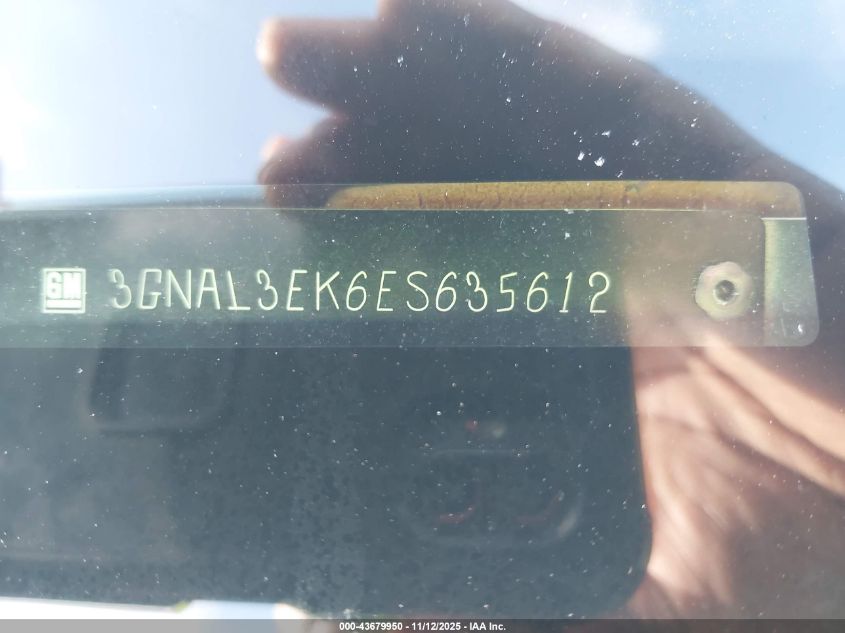 GM 3GNAL3EK6ES635612
000-43679950 - 11/12/2025 - IAA Inc.